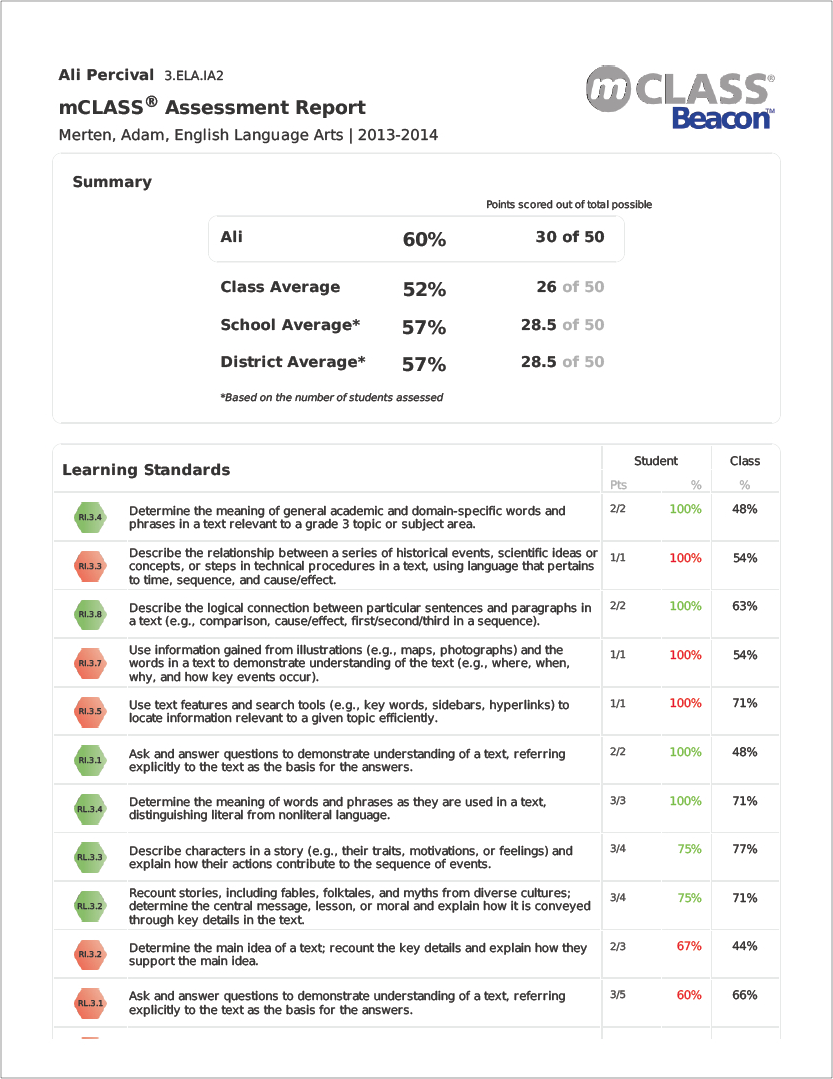 Ali Percival 3.ELA.IA2
mCLASS® Assessment Report
Merten, Adam, English Language Arts | 2013-2014
mCLASS®
Beacon™
Summary
Points scored out of total possible
Ali 60% 30 of 50
Class Average 52% 26 of 50
School Average* 57% 28.5 of 50
District Average* 57% 28.5 of 50
*Based on the number of students assessed
Learning Standards Student Class
Pts % %
RI.3.4 Determine the meaning of general academic and domain-specific words and 2/2 100% 48%
phrases in a text relevant to a grade 3 topic or subject area.
Describe the relationship between a series of historical events, scientific ideas or
RI.3.3 concepts, or steps in technical procedures in a text, using language that pertains 1/1 100% 54%
to time, sequence, and cause/effect.
RI.3.8 Describe the logical connection between particular sentences and paragraphs in 2/2 100% 63%
a text (e.g., comparison, cause/effect, first/second/third in a sequence).
Use information gained from illustrations (e.g., maps, photographs) and the
RI.3.7 words in a text to demonstrate understanding of the text (e.g., where, when, 1/1 100% 54%
why, and how key events occur).
RI.3.5 Use text features and search tools (e.g., key words, sidebars, hyperlinks) to 1/1 100% 71%
locate information relevant to a given topic efficiently.
RI.3.1 Ask and answer questions to demonstrate understanding of a text, referring 2/2 100% 48%
explicitly to the text as the basis for the answers.
RL.3.4 Determine the meaning of words and phrases as they are used in a text, 3/3 100% 71%
distinguishing literal from nonliteral language.
RL.3.3 Describe characters in a story (e.g., their traits, motivations, or feelings) and 3/4 75% 77%
explain how their actions contribute to the sequence of events.
Recount stories, including fables, folktales, and myths from diverse cultures;
RL.3.2 determine the central message, lesson, or moral and explain how it is conveyed 3/4 75% 71%
through key details in the text.
RI.3.2 Determine the main idea of a text; recount the key details and explain how they 2/3 67% 44%
support the main idea.
RL.3.1 Ask and answer questions to demonstrate understanding of a text, referring 3/5 60% 66%
explicitly to the text as the basis for the answers.